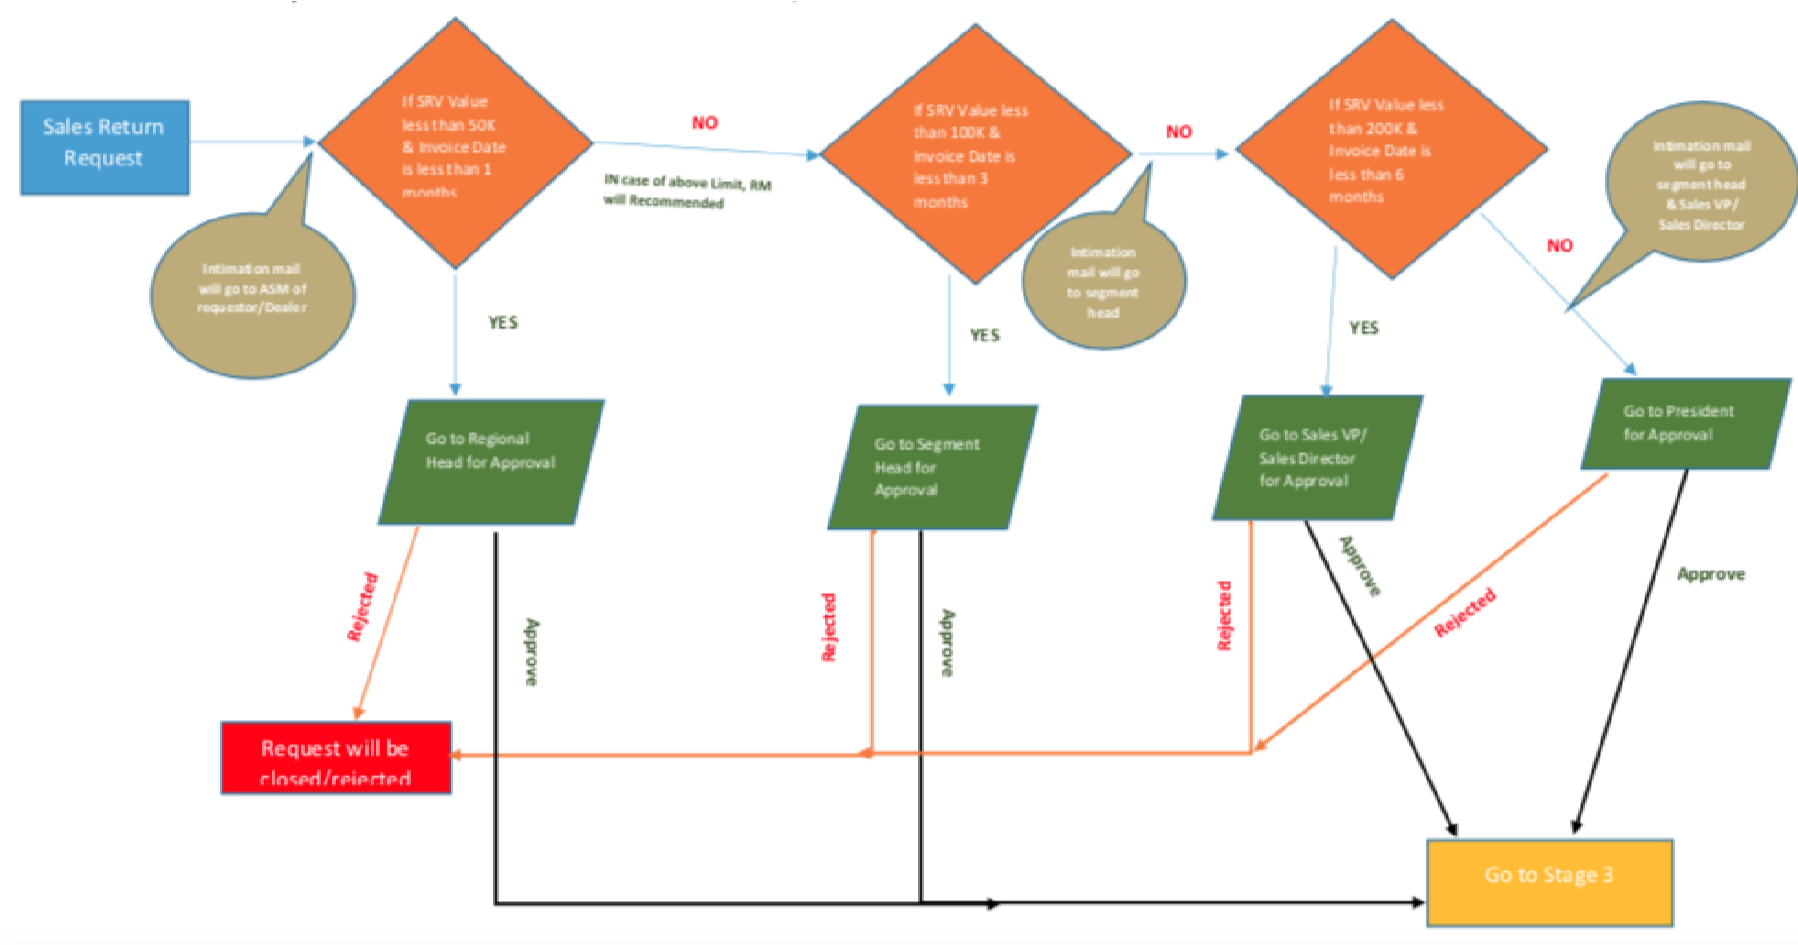 Sales Return
Request
If SRV Value
less than 50K
& Invoice Date
is less than 1
months
NO
IN case of above Limit, RM
will Recommended
If SRV Value less
than 100K &
Invoice Date is
less than 3
months
NO
If SRV Value less
than 200K &
Invoice Date is
less than 6
months
Intimation mail
will go to
segment head
& Sales VP/
Sales Director
NO
Intimation mail
will go to ASM of
requestor/Dealer
Intimation
mail will go
to segment
head
YES
YES
YES
Go to Regional
Head for Approval
Go to Segment
Head for
Approval
Go to Sales VP/
Sales Director
for Approval
Go to President
for Approval
Rejected
Approve
Rejected
Approve
Rejected
Approve
Rejected
Approve
Request will be
closed/rejected
Go to Stage 3